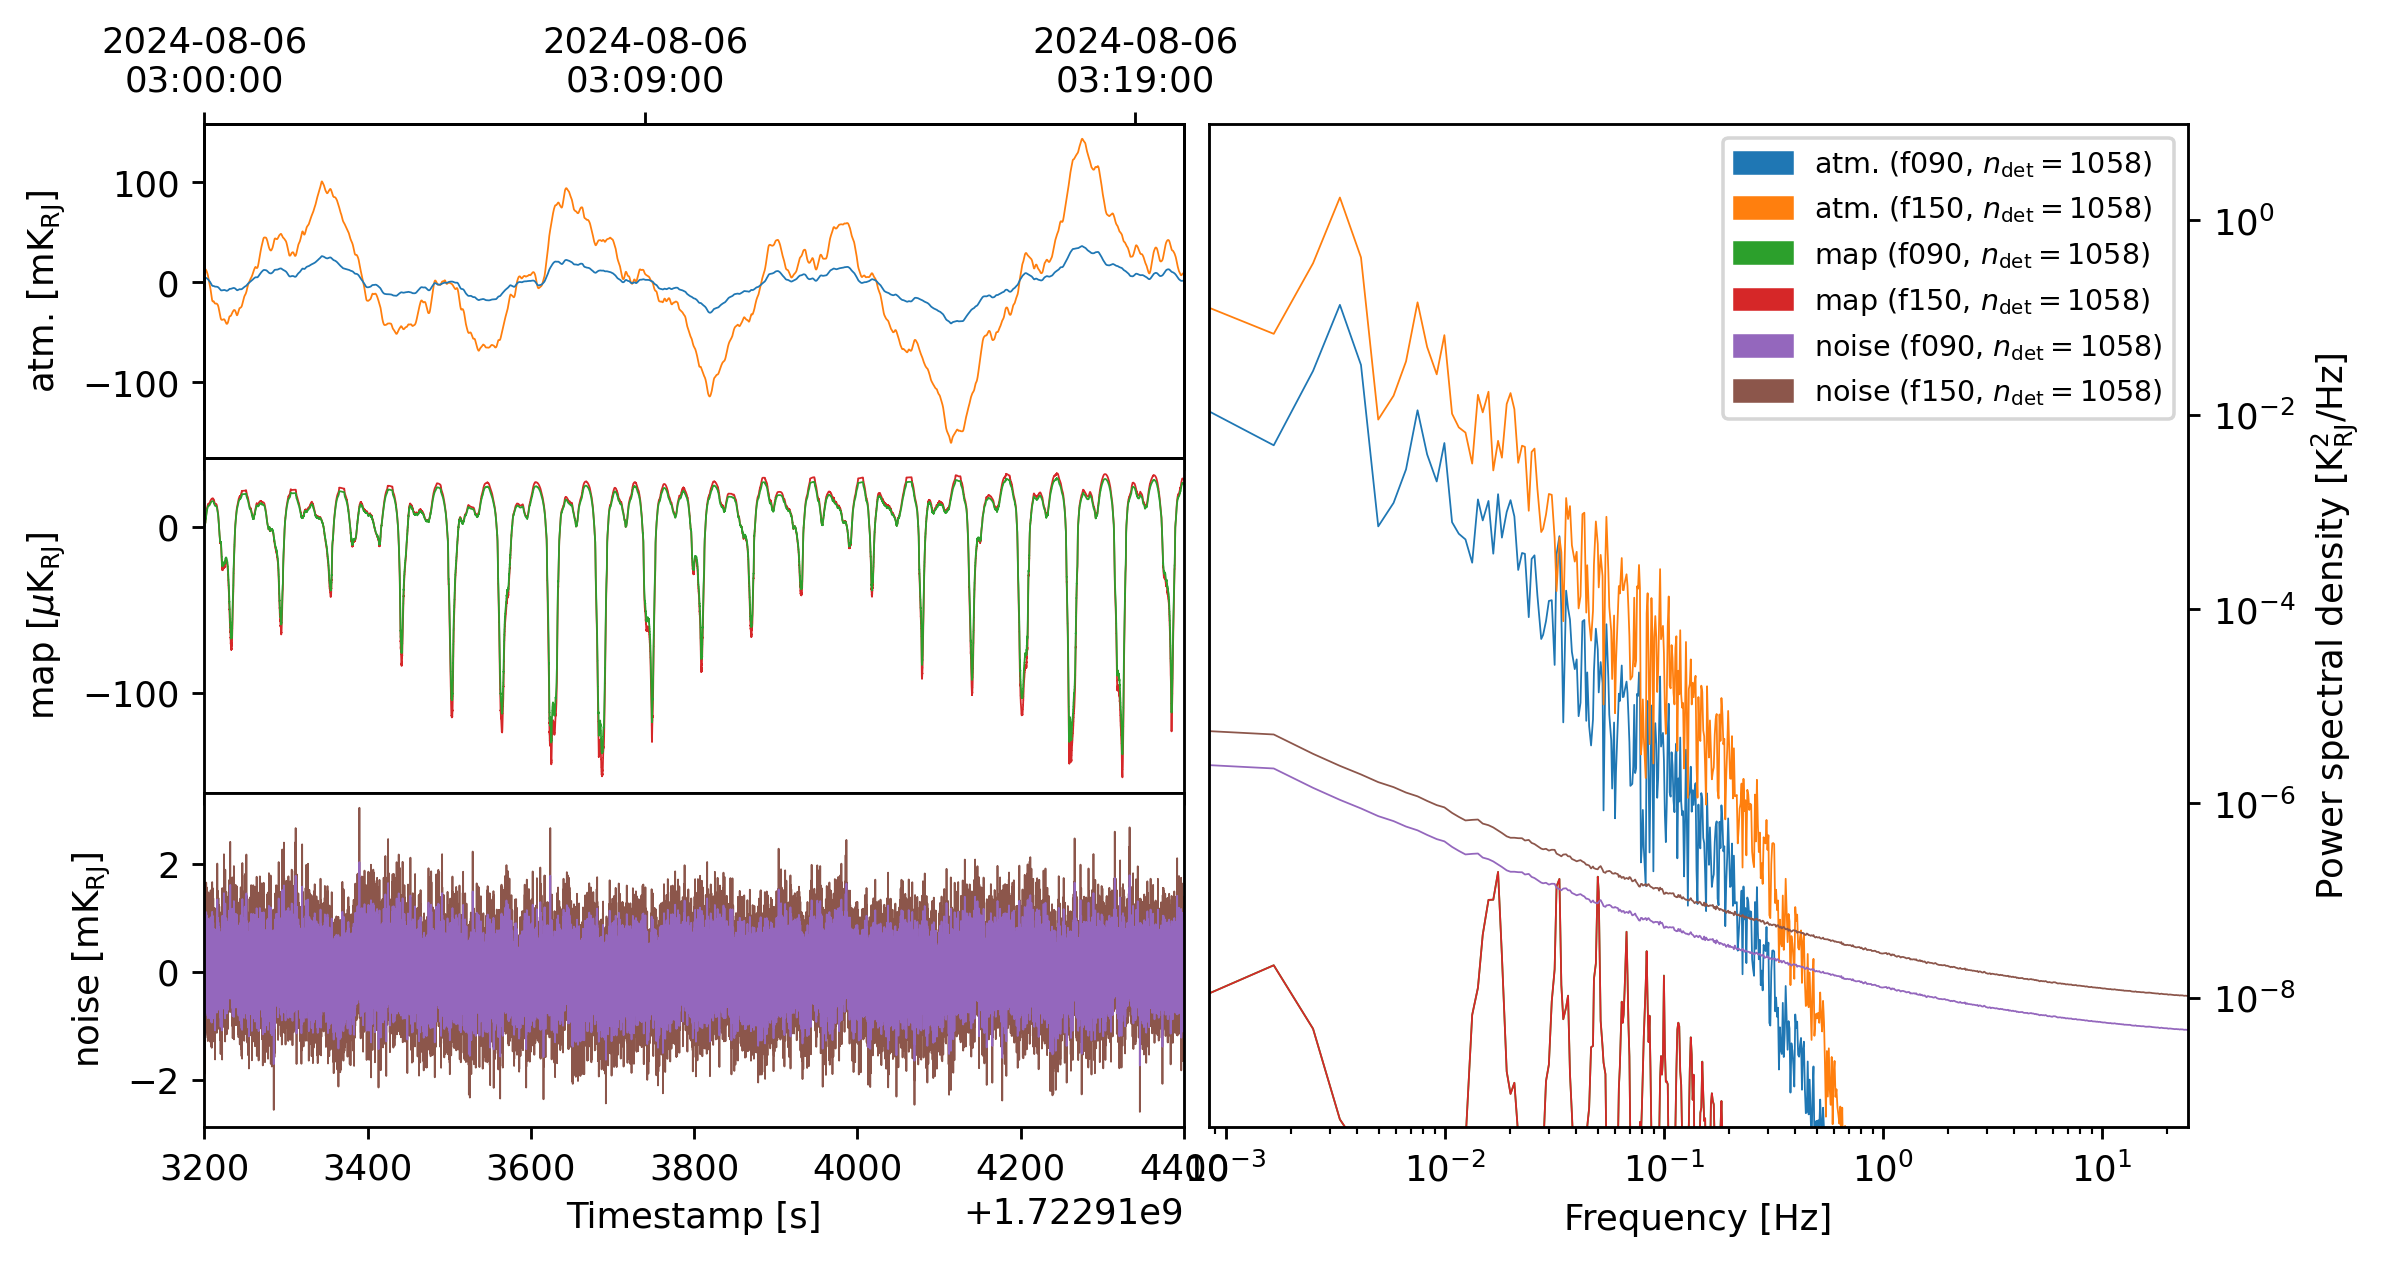 2024-08-06
03:00:00
2024-08-06
03:09:00
2024-08-06
03:19:00
atm. [mK_RJ]
100
0
−100
map [μK_RJ]
0
−100
noise [mK_RJ]
2
0
−2
3200 3400 3600 3800 4000 4200 4400
Timestamp [s]
+1.72291e9
atm. (f090, n_det = 1058)
atm. (f150, n_det = 1058)
map (f090, n_det = 1058)
map (f150, n_det = 1058)
noise (f090, n_det = 1058)
noise (f150, n_det = 1058)
10^0
10^−2
10^−4
10^−6
10^−8
Power spectral density [K^2_RJ/Hz]
10^−3 10^−2 10^−1 10^0 10^1
Frequency [Hz]